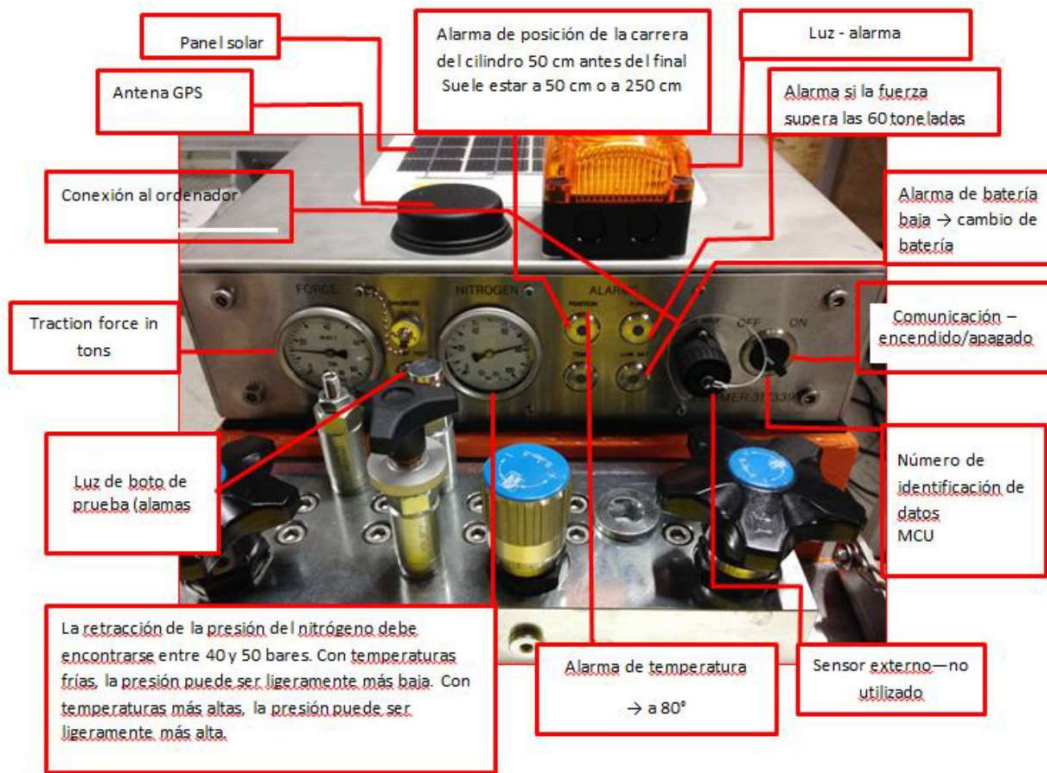 Panel solar
Alarma de posición de la carrera
del cilindro 50 cm antes del final
Suele estar a 50 cm o a 250 cm
Luz - alarma
Antena GPS
Alarma si la fuerza
supera las 60 toneladas
Conexión al ordenador
Alarma de batería
baja → cambio de
batería
FORCE
NITROGEN
ALARMS
POSITION
OFF
ON
Traction force in
tons
Comunicación –
encendido/apagado
LOW BAT
Luz de boto de
prueba (alamas
Número de
identificación de
datos
MCU
La retracción de la presión del nitrógeno debe
encontrarse entre 40 y 50 bares. Con temperaturas
frías, la presión puede ser ligeramente más baja. Con
temperaturas más altas, la presión puede ser
ligeramente más alta.
Alarma de temperatura
→ a 80°
Sensor externo—no
utilizado